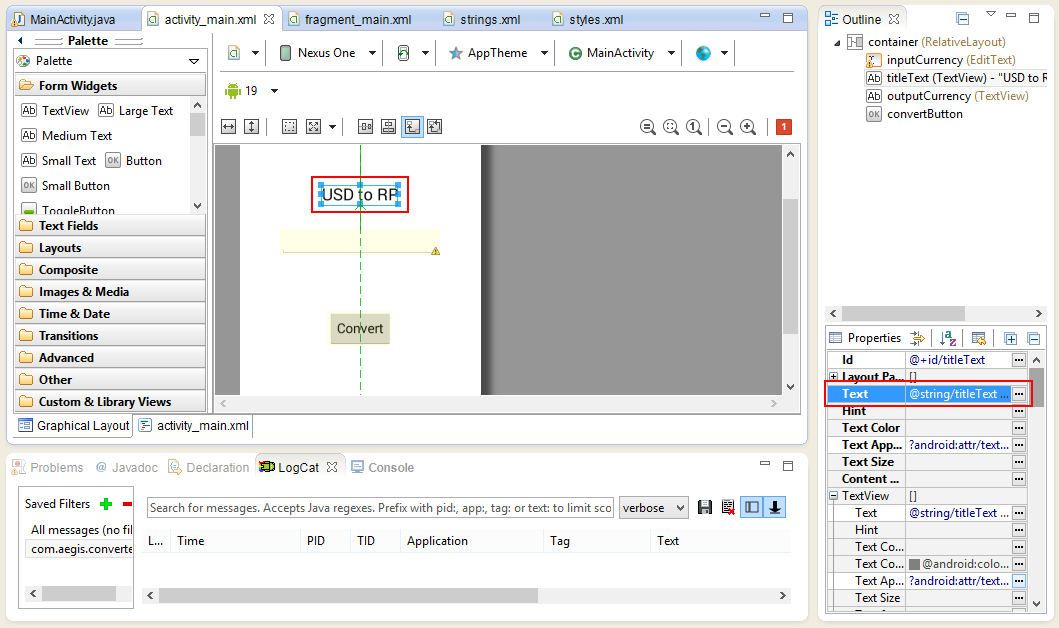 MainActivity.java
activity_main.xml
fragment_main.xml
strings.xml
styles.xml
Palette
Palette
Form Widgets
TextView
Large Text
Medium Text
Small Text
Button
Small Button
ToggleButton
Text Fields
Layouts
Composite
Images & Media
Time & Date
Transitions
Advanced
Other
Custom & Library Views
Nexus One
AppTheme
MainActivity
19
1
USD to RP
Convert
Graphical Layout
activity_main.xml
Problems
Javadoc
Declaration
LogCat
Console
Saved Filters
All messages (no fil
com.aegis.converte
Search for messages. Accepts Java regexes. Prefix with pid:, app:, tag: or text: to limit sco
verbose
L... Time PID TID Application Tag Text
Outline
container (RelativeLayout)
inputCurrency (EditText)
titleText (TextView) - "USD to R
outputCurrency (TextView)
convertButton
Properties
Id @+id/titleText
Layout Pa... []
Text @string/titleText ...
Hint
Text Color
Text App... ?android:attr/text...
Text Size
Content ...
TextView []
Text @string/titleText ...
Hint
Text Co...
Text Co... @android:colo...
Text Ap... ?android:attr/text...
Text Size